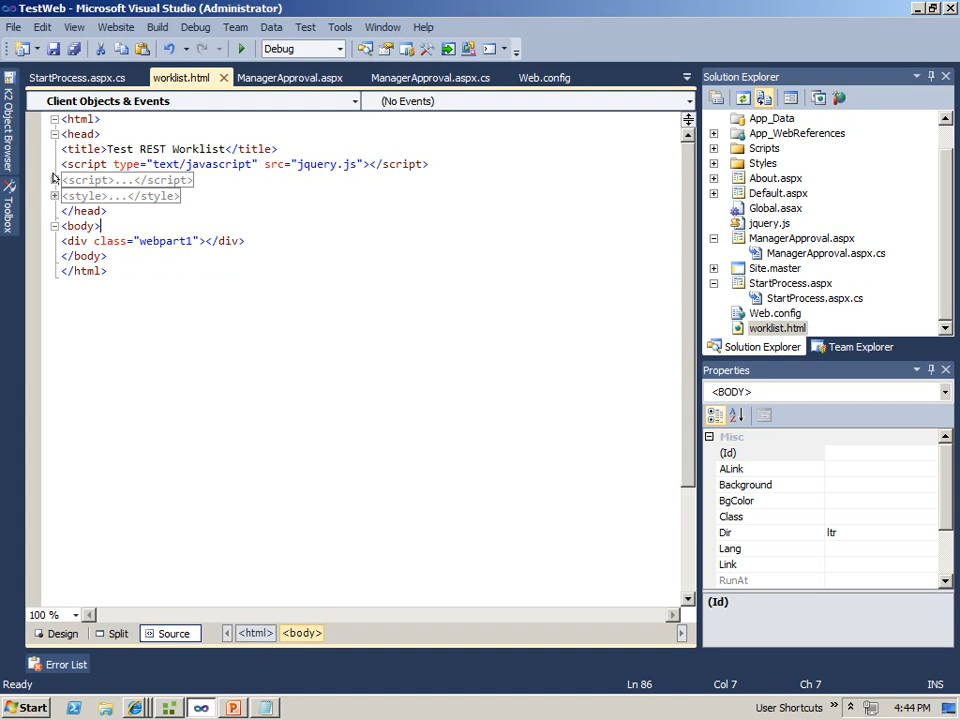 TestWeb - Microsoft Visual Studio (Administrator)
File Edit View Website Build Debug Team Data Test Tools Window Help
Debug
StartProcess.aspx.cs worklist.html ManagerApproval.aspx ManagerApproval.aspx.cs Web.config
Client Objects & Events (No Events)
K2 Object Browser
Toolbox
<html>
<head>
<title>Test REST Worklist</title>
<script type="text/javascript" src="jquery.js"></script>
<script>...</script>
<style>...</style>
</head>
<body>
<div class="webpart1"></div>
</body>
</html>
100 %
Design Split Source <html> <body>
Solution Explorer
App_Data
App_WebReferences
Scripts
Styles
About.aspx
Default.aspx
Global.asax
jquery.js
ManagerApproval.aspx
ManagerApproval.aspx.cs
Site.master
StartProcess.aspx
StartProcess.aspx.cs
Web.config
worklist.html
Solution Explorer Team Explorer
Properties
<BODY>
Misc
(Id)
ALink
Background
BgColor
Class
Dir ltr
Lang
Link
RunAt
(Id)
Error List
Ready Ln 86 Col 7 Ch 7 INS
Start User Shortcuts 4:44 PM